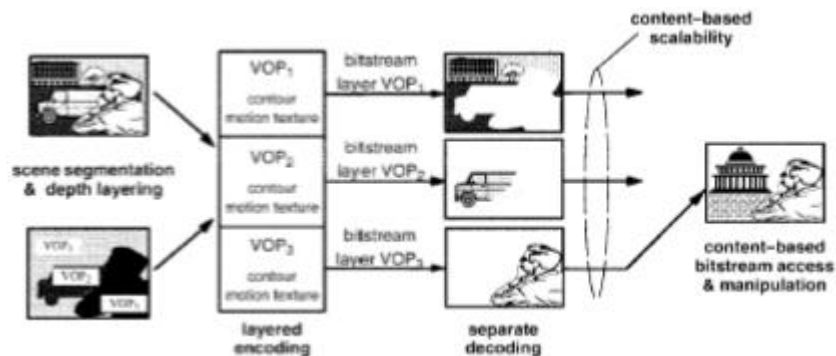 content-based
scalability
VOP1
contour
motion texture
bitstream
layer VOP1
scene segmentation
& depth layering
VOP2
contour
motion texture
bitstream
layer VOP2
VOP2
VOP3
contour
motion texture
bitstream
layer VOP3
content-based
bitstream access
& manipulation
layered
encoding
separate
decoding